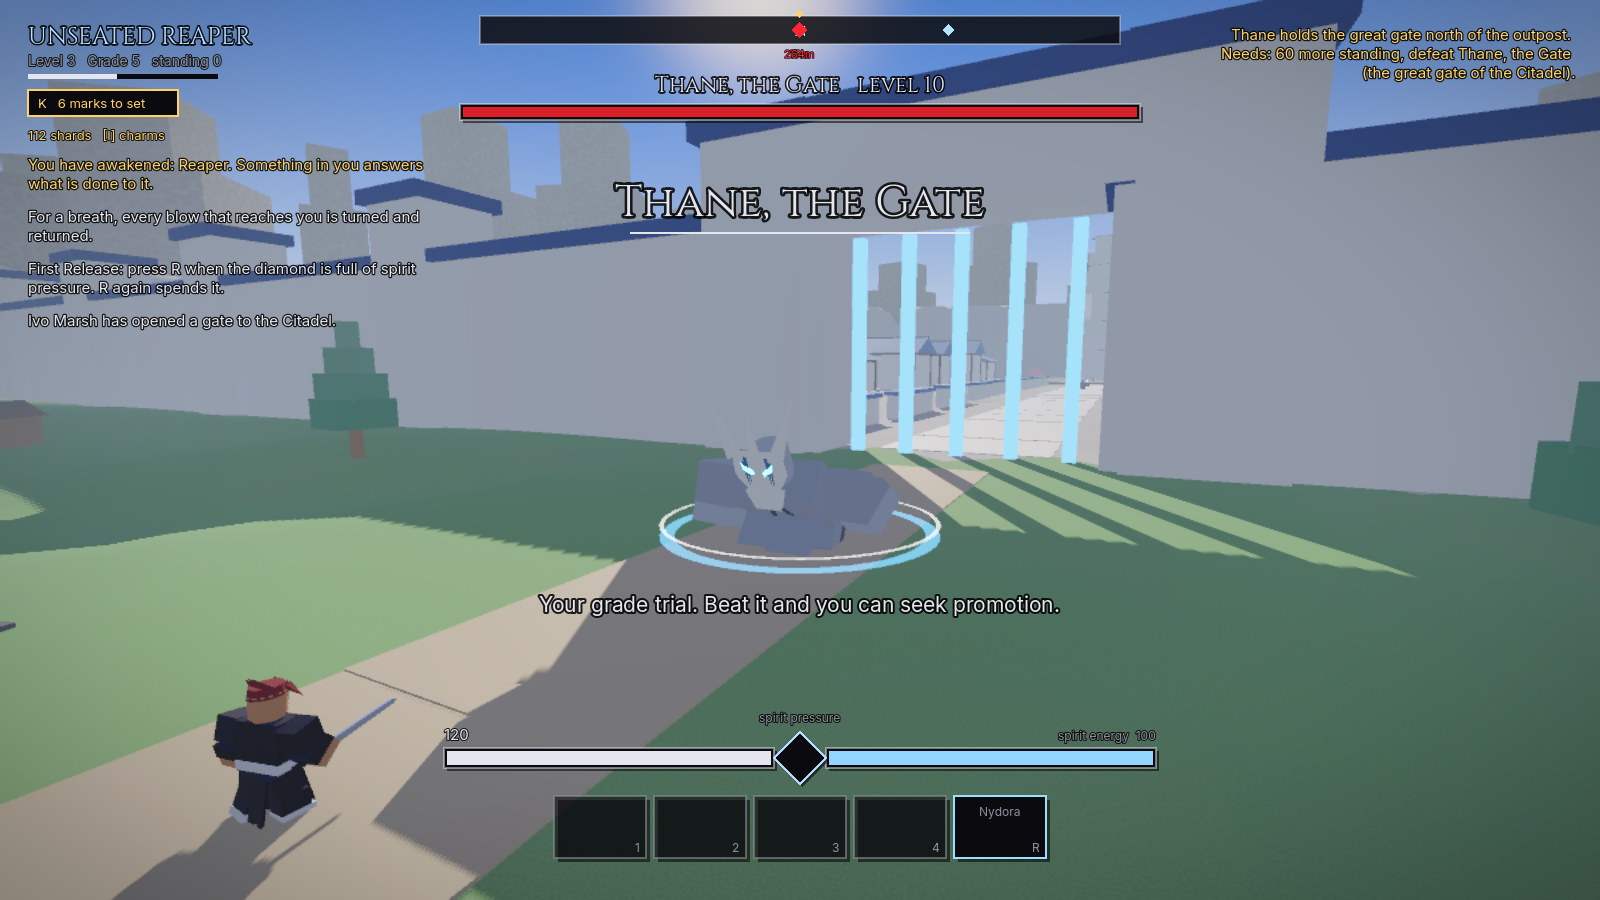 UNSEATED REAPER
Level 3 Grade 5 standing 0
K 6 marks to set
112 shards [I] charms
You have awakened: Reaper. Something in you answers
what is done to it.
For a breath, every blow that reaches you is turned and
returned.
First Release: press R when the diamond is full of spirit
pressure. R again spends it.
Ivo Marsh has opened a gate to the Citadel.
THANE, THE GATE LEVEL 10
THANE, THE GATE
Thane holds the great gate north of the outpost.
Needs: 60 more standing, defeat Thane, the Gate
(the great gate of the Citadel).
Your grade trial. Beat it and you can seek promotion.
spirit pressure
120
spirit energy 100
1
2
3
4
Nydora
R